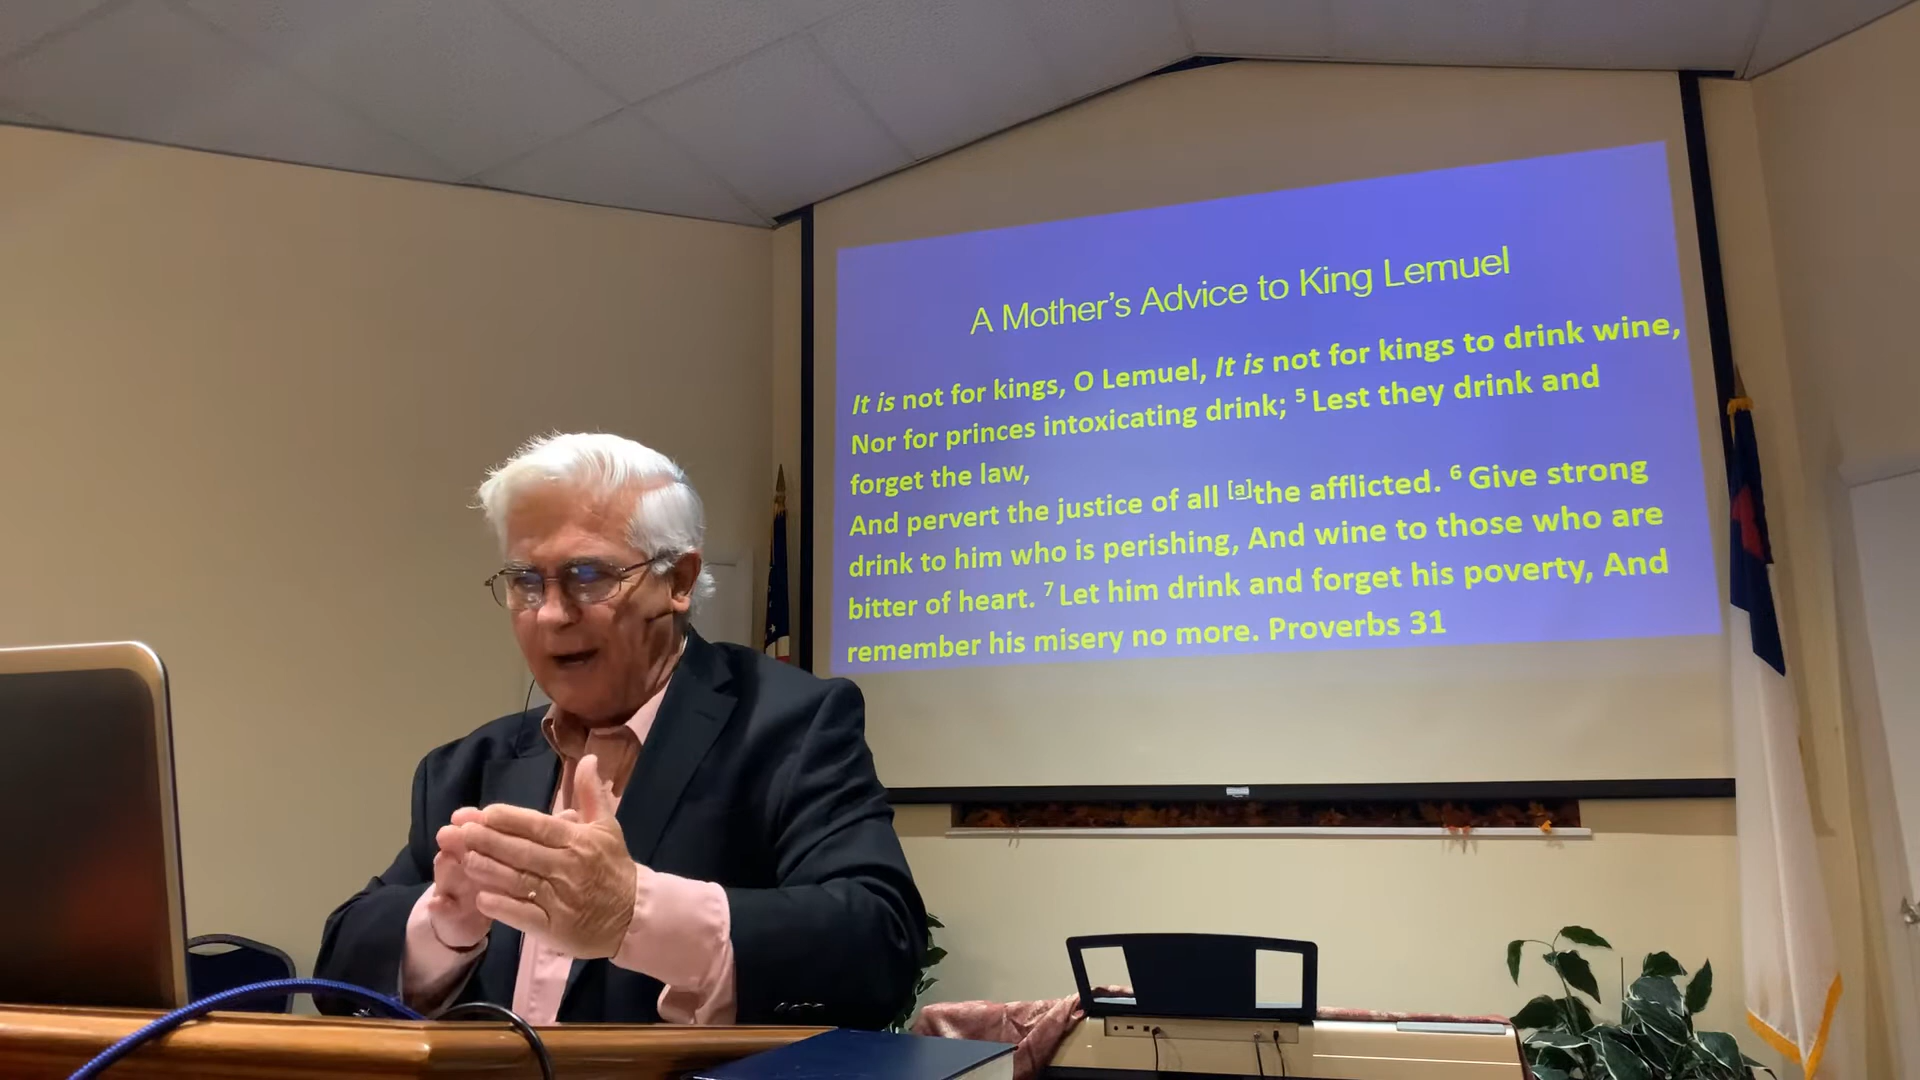 A Mother's Advice to King Lemuel
It is not for kings, O Lemuel, It is not for kings to drink wine,
Nor for princes intoxicating drink; 5 Lest they drink and
forget the law,
And pervert the justice of all [a]the afflicted. 6 Give strong
drink to him who is perishing, And wine to those who are
bitter of heart. 7 Let him drink and forget his poverty, And
remember his misery no more. Proverbs 31